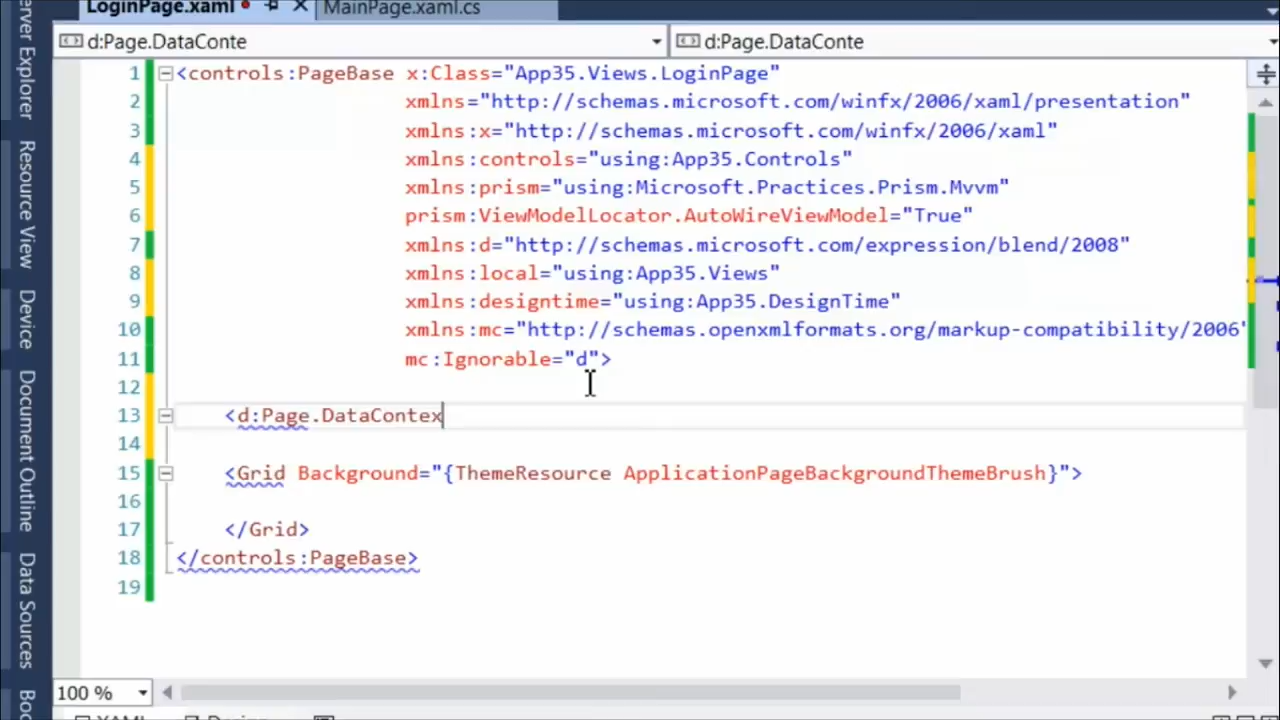 LoginPage.xaml MainPage.xaml.cs
d:Page.DataConte d:Page.DataConte
1 <controls:PageBase x:Class="App35.Views.LoginPage"
2 xmlns="http://schemas.microsoft.com/winfx/2006/xaml/presentation"
3 xmlns:x="http://schemas.microsoft.com/winfx/2006/xaml"
4 xmlns:controls="using:App35.Controls"
5 xmlns:prism="using:Microsoft.Practices.Prism.Mvvm"
6 prism:ViewModelLocator.AutoWireViewModel="True"
7 xmlns:d="http://schemas.microsoft.com/expression/blend/2008"
8 xmlns:local="using:App35.Views"
9 xmlns:designtime="using:App35.DesignTime"
10 xmlns:mc="http://schemas.openxmlformats.org/markup-compatibility/2006"
11 mc:Ignorable="d">
12
13 <d:Page.DataContex
14
15 <Grid Background="{ThemeResource ApplicationPageBackgroundThemeBrush}">
16
17 </Grid>
18 </controls:PageBase>
19
100 %
XAML Design
Explorer
Resource View
Device
Document Outline
Data Sources